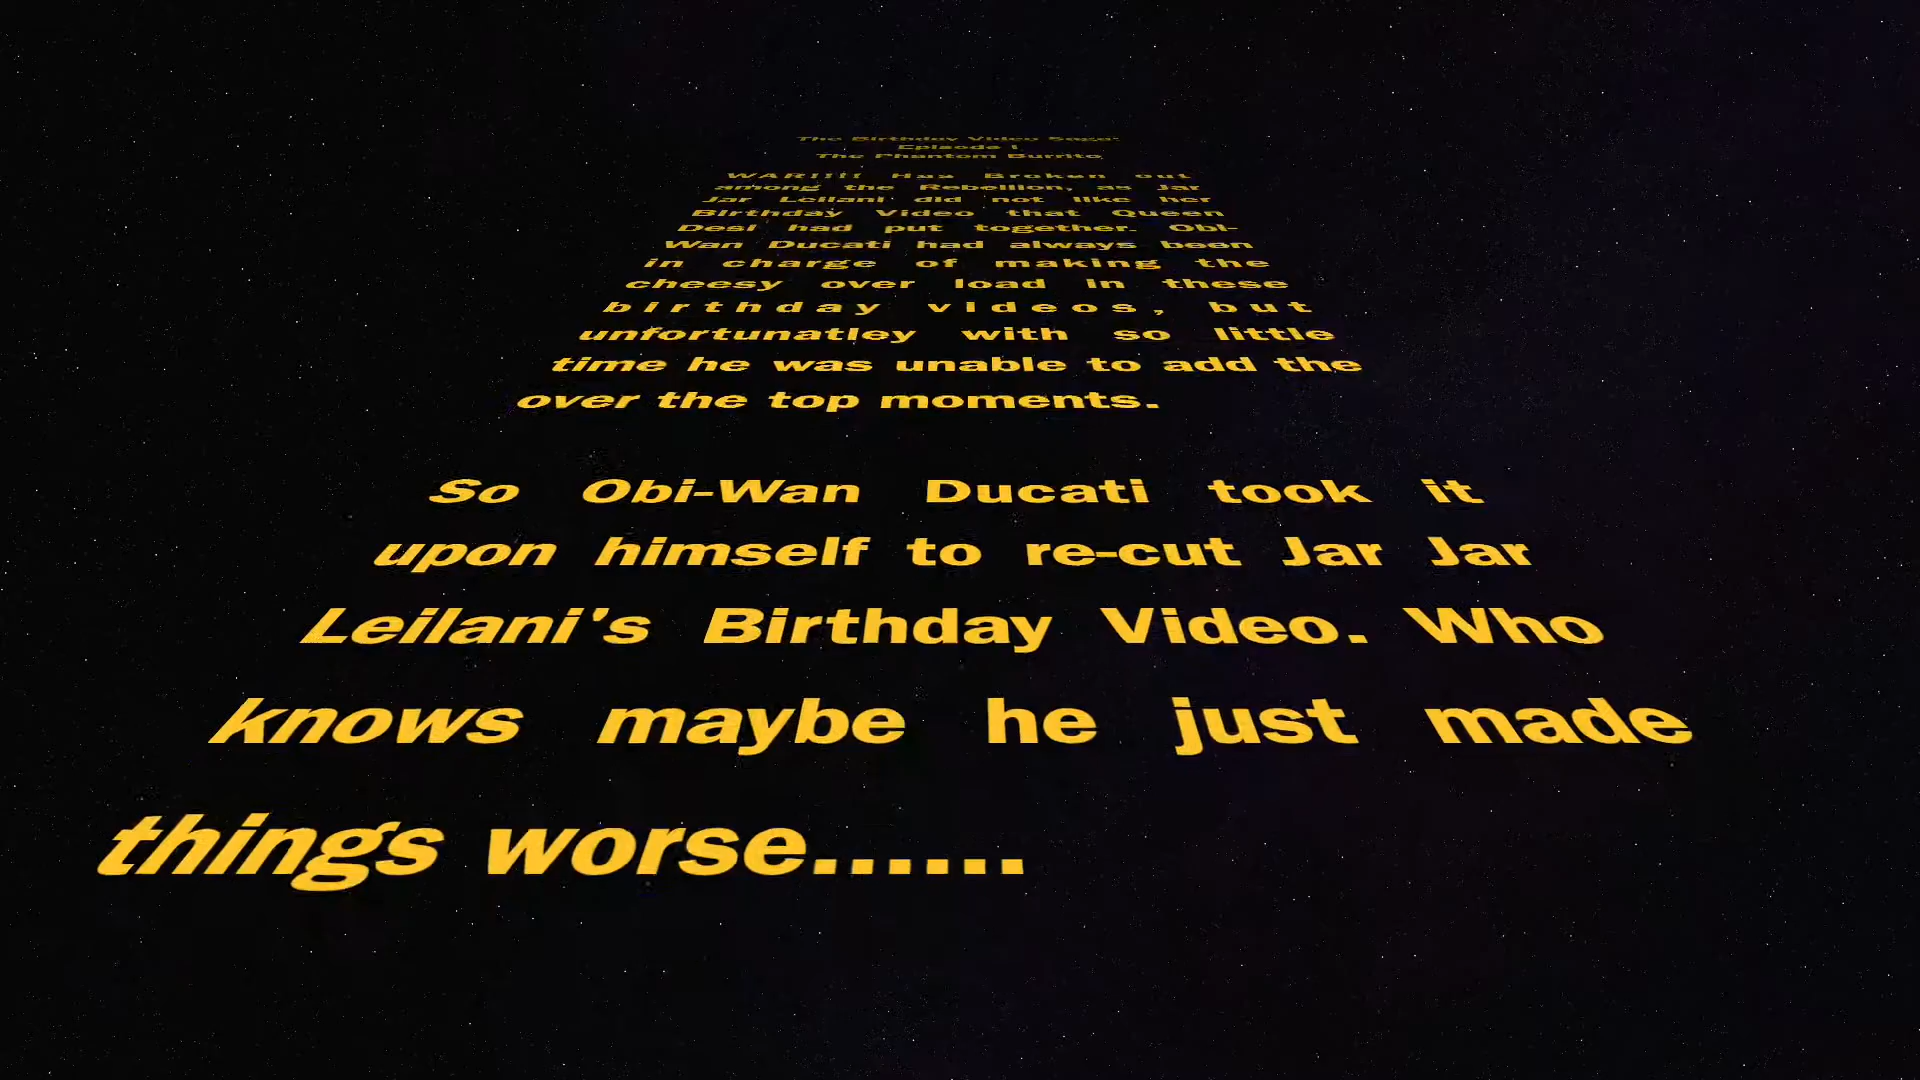 The Birthday Video Saga:
Episode I
The Phantom Burrito
WAR!!!! Has Broken out
among the Rebellion, as Jar
Jar Leilani did not like her
Birthday Video that Queen
Desi had put together. Obi-
Wan Ducati had always been
in charge of making the
cheesy over load in these
birthday videos, but
unfortunatley with so little
time he was unable to add the
over the top moments.
So Obi-Wan Ducati took it
upon himself to re-cut Jar Jar
Leilani's Birthday Video. Who
knows maybe he just made
things worse......